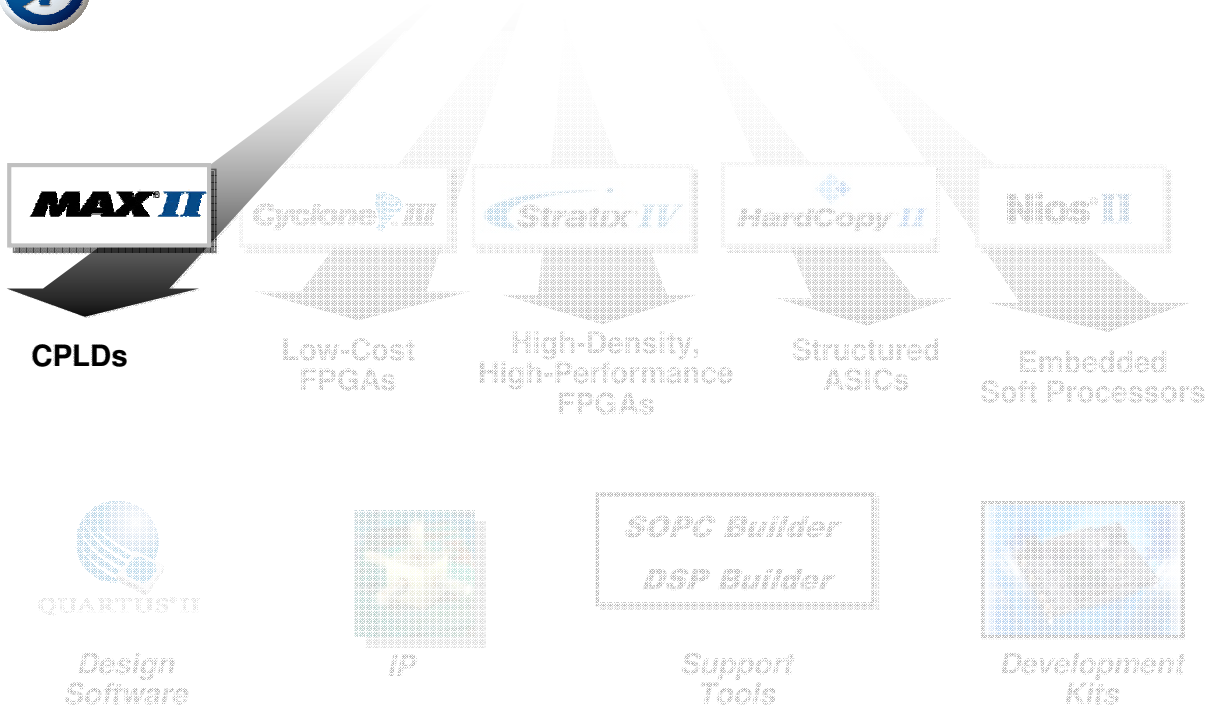 MAX® II
Cyclone® III
Stratix® IV
HardCopy II
Nios® II
CPLDs
Low-Cost
FPGAs
High-Density,
High-Performance
FPGAs
Structured
ASICs
Embedded
Soft Processors
SOPC Builder
DSP Builder
QUARTUS® II
Design
Software
iP
Support
Tools
Development
Kits